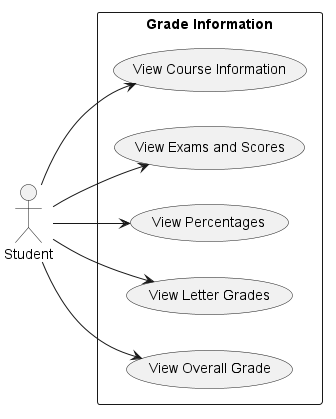 Grade Information
View Course Information
View Exams and Scores
View Percentages
Student
View Letter Grades
View Overall Grade